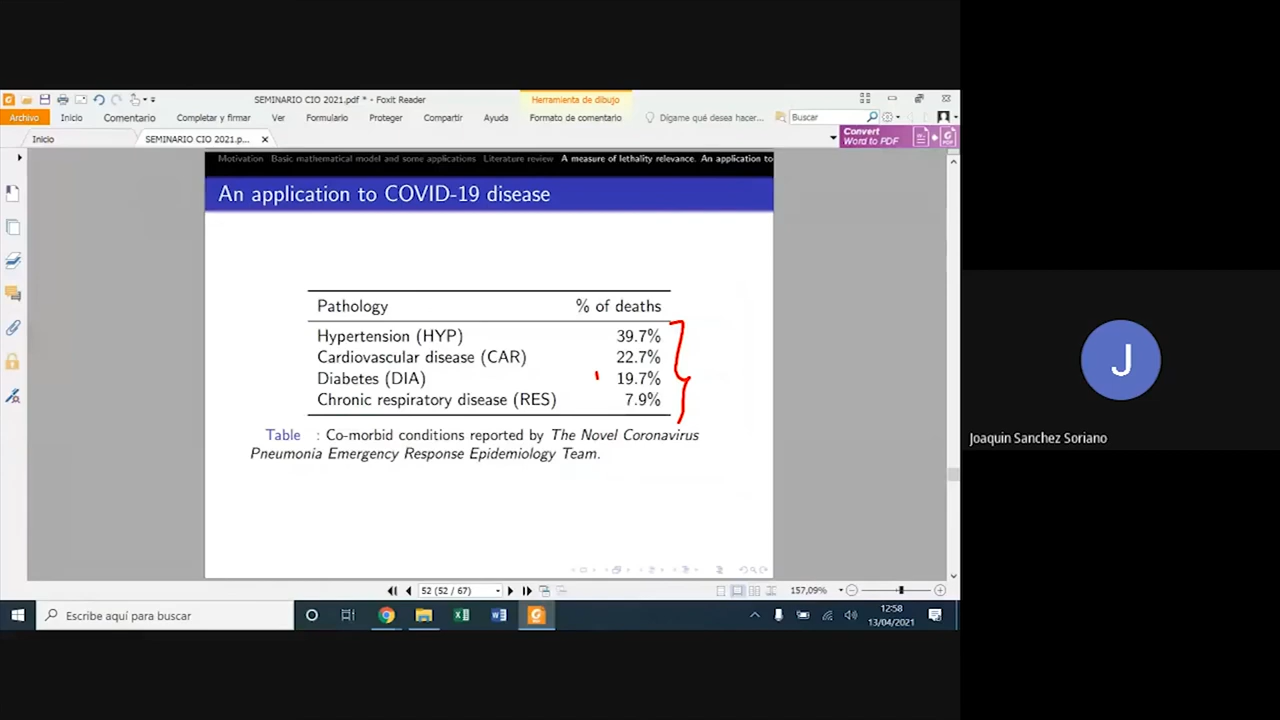 SEMINARIO CIO 2021.pdf * - Foxit Reader
Herramienta de dibujo
Archivo Inicio Comentario Completar y firmar Ver Formulario Proteger Compartir Ayuda Formato de comentario Dígame qué desea hacer... Buscar
Inicio SEMINARIO CIO 2021.p...
Convert
Word to PDF
Motivation Basic mathematical model and some applications Literature review A measure of lethality relevance. An application to
An application to COVID-19 disease
Pathology % of deaths
Hypertension (HYP) 39.7%
Cardiovascular disease (CAR) 22.7%
Diabetes (DIA) 19.7%
Chronic respiratory disease (RES) 7.9%
Table : Co-morbid conditions reported by The Novel Coronavirus
Pneumonia Emergency Response Epidemiology Team.
J
Joaquin Sanchez Soriano
52 (52 / 67) 157,09%
Escribe aquí para buscar
12:58
13/04/2021